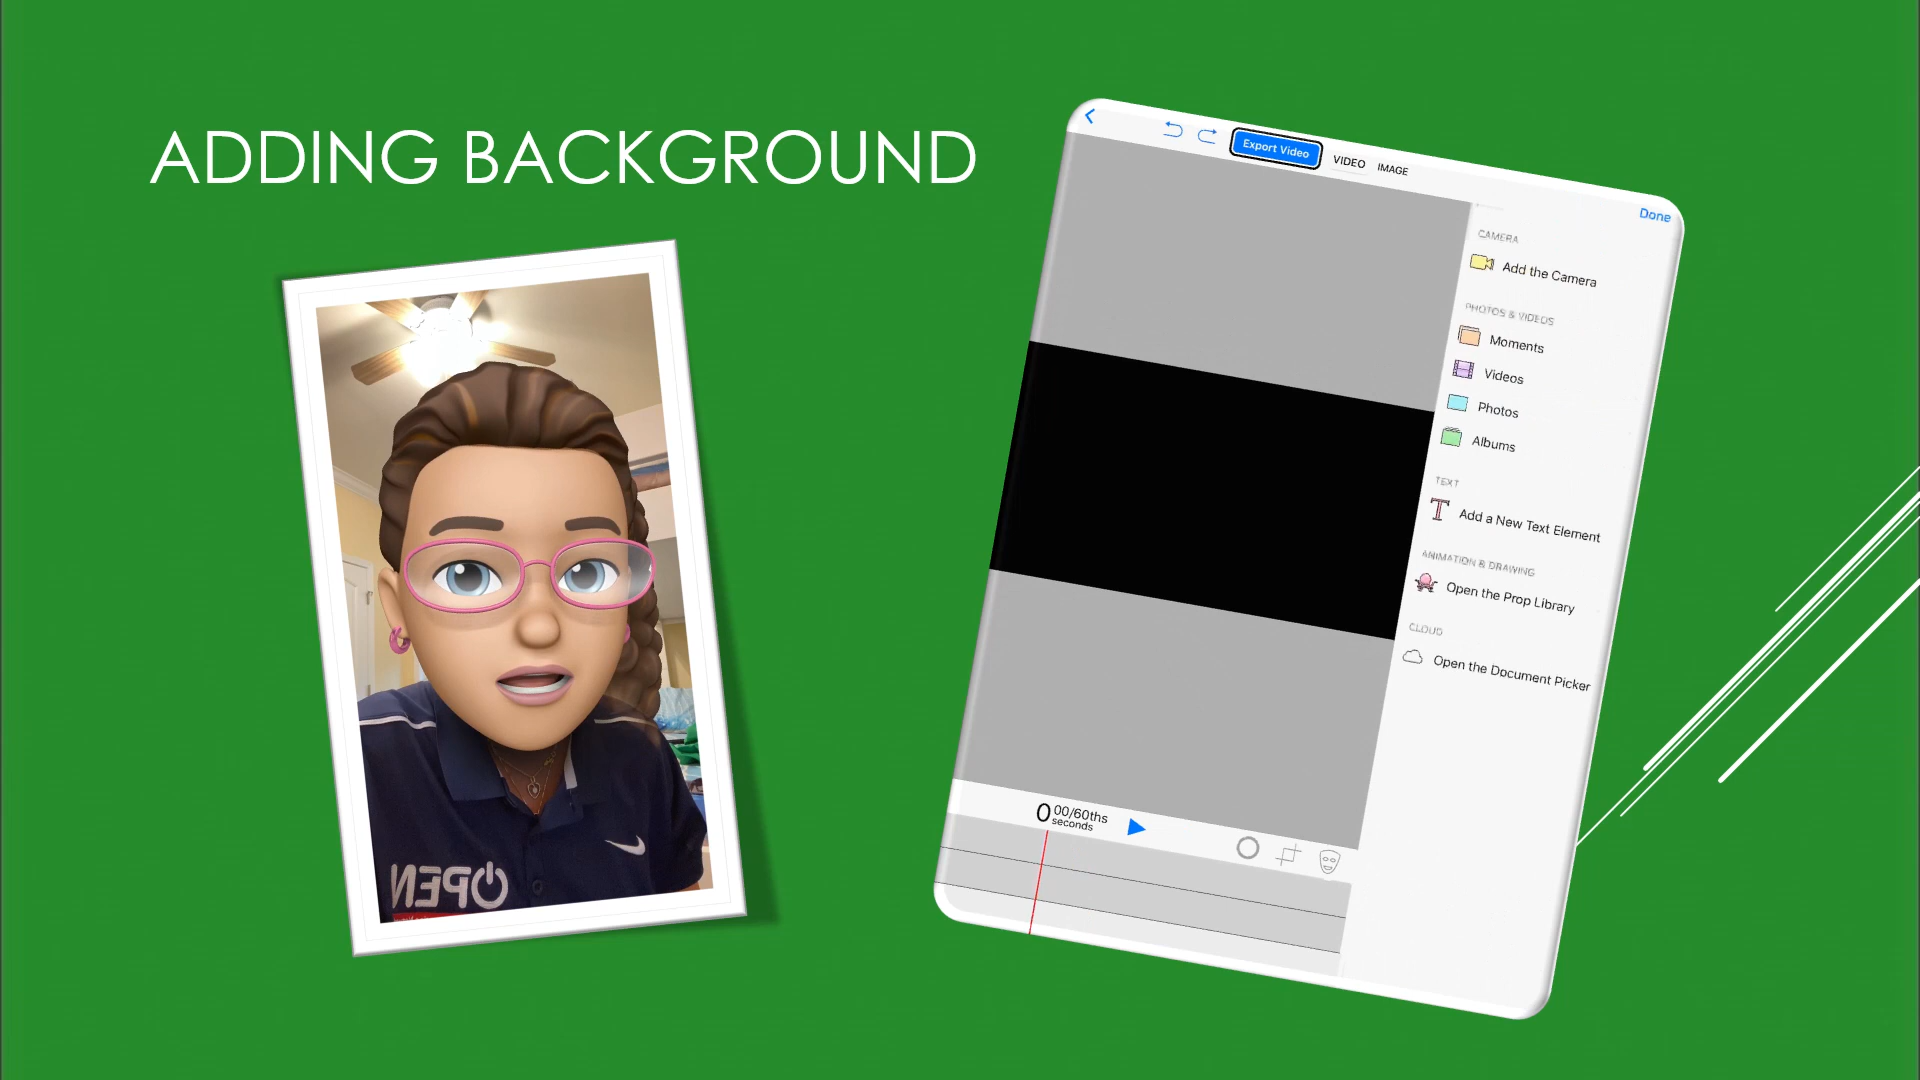 ADDING BACKGROUND
Export Video
VIDEO
IMAGE
Done
CAMERA
Add the Camera
PHOTOS & VIDEOS
Moments
Videos
Photos
Albums
TEXT
T
Add a New Text Element
ANIMATION & DRAWING
Open the Prop Library
CLOUD
Open the Document Picker
0 00/60ths
seconds
OPEN